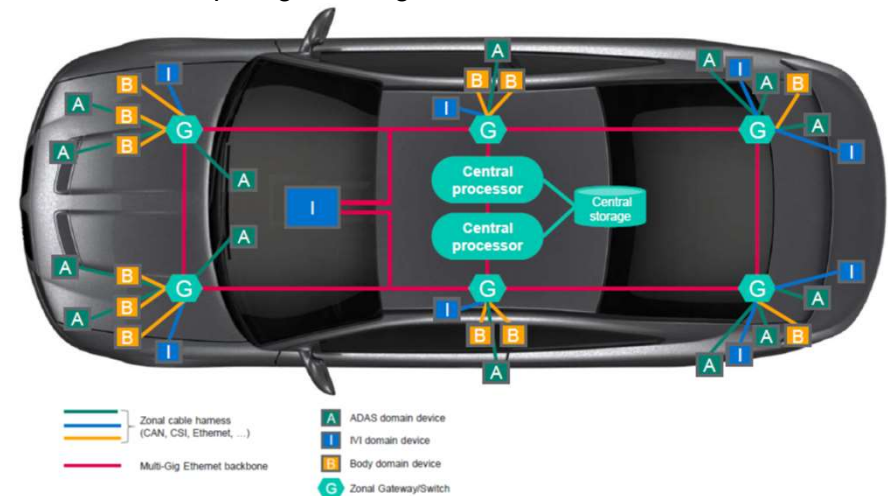 A
B
I
A
B
B
A
G
A
A
B
B
I
G
A
I
A
B
A
I
G
I
Central
processor
Central
processor
Central
storage
A
A
B
B
B
A
G
I
I
G
B
B
A
I
A
A
B
I
A
G
Zonal cable harness
(CAN, CSI, Ethernet, ...)
Multi-Gig Ethernet backbone
A ADAS domain device
I IVI domain device
B Body domain device
G Zonal Gateway/Switch